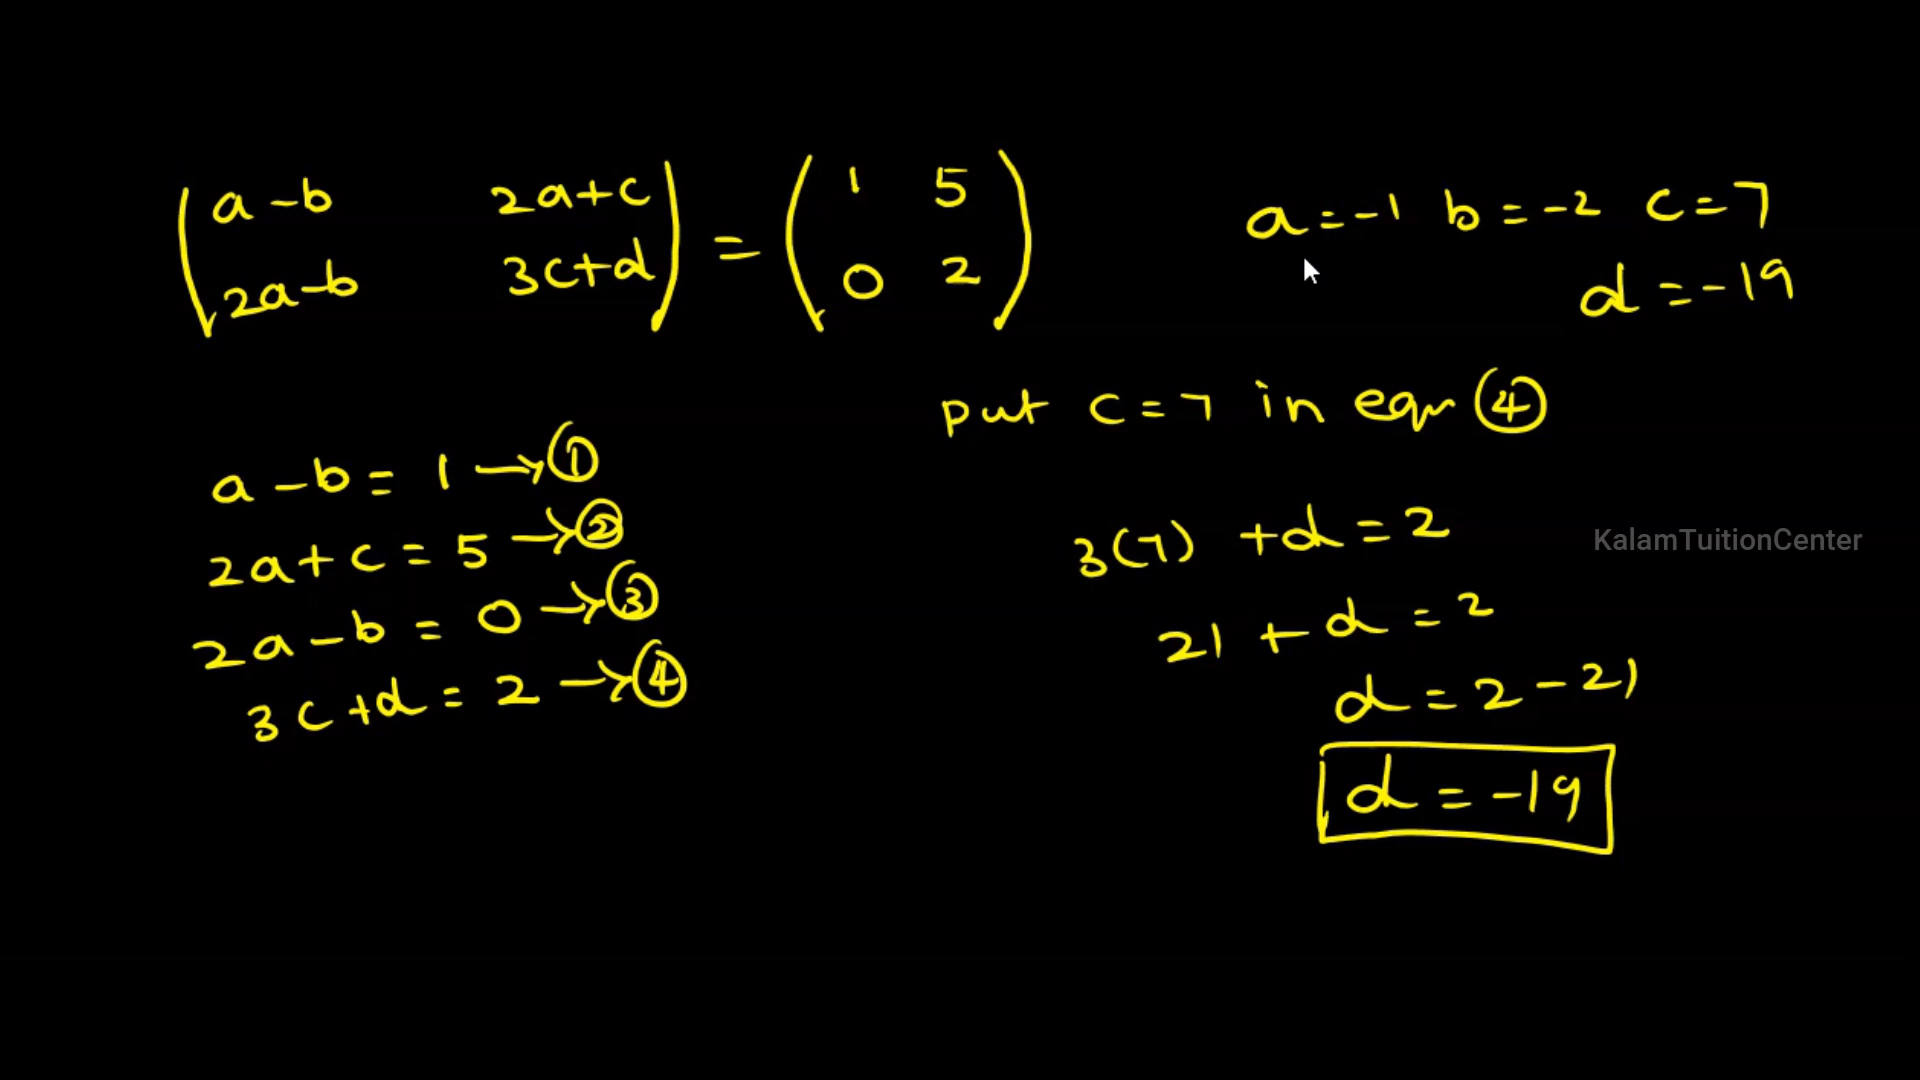 a-b 2a+c = 1 5
2a-b 3c+d 0 2
a=-1 b=-2 c=7
d=-19
put c=7 in eqn ④
a-b=1→①
2a+c=5→②
2a-b=0→③
3c+d=2→④
3(7)+d=2
21+d=2
d=2-21
d=-19
KalamTuitionCenter